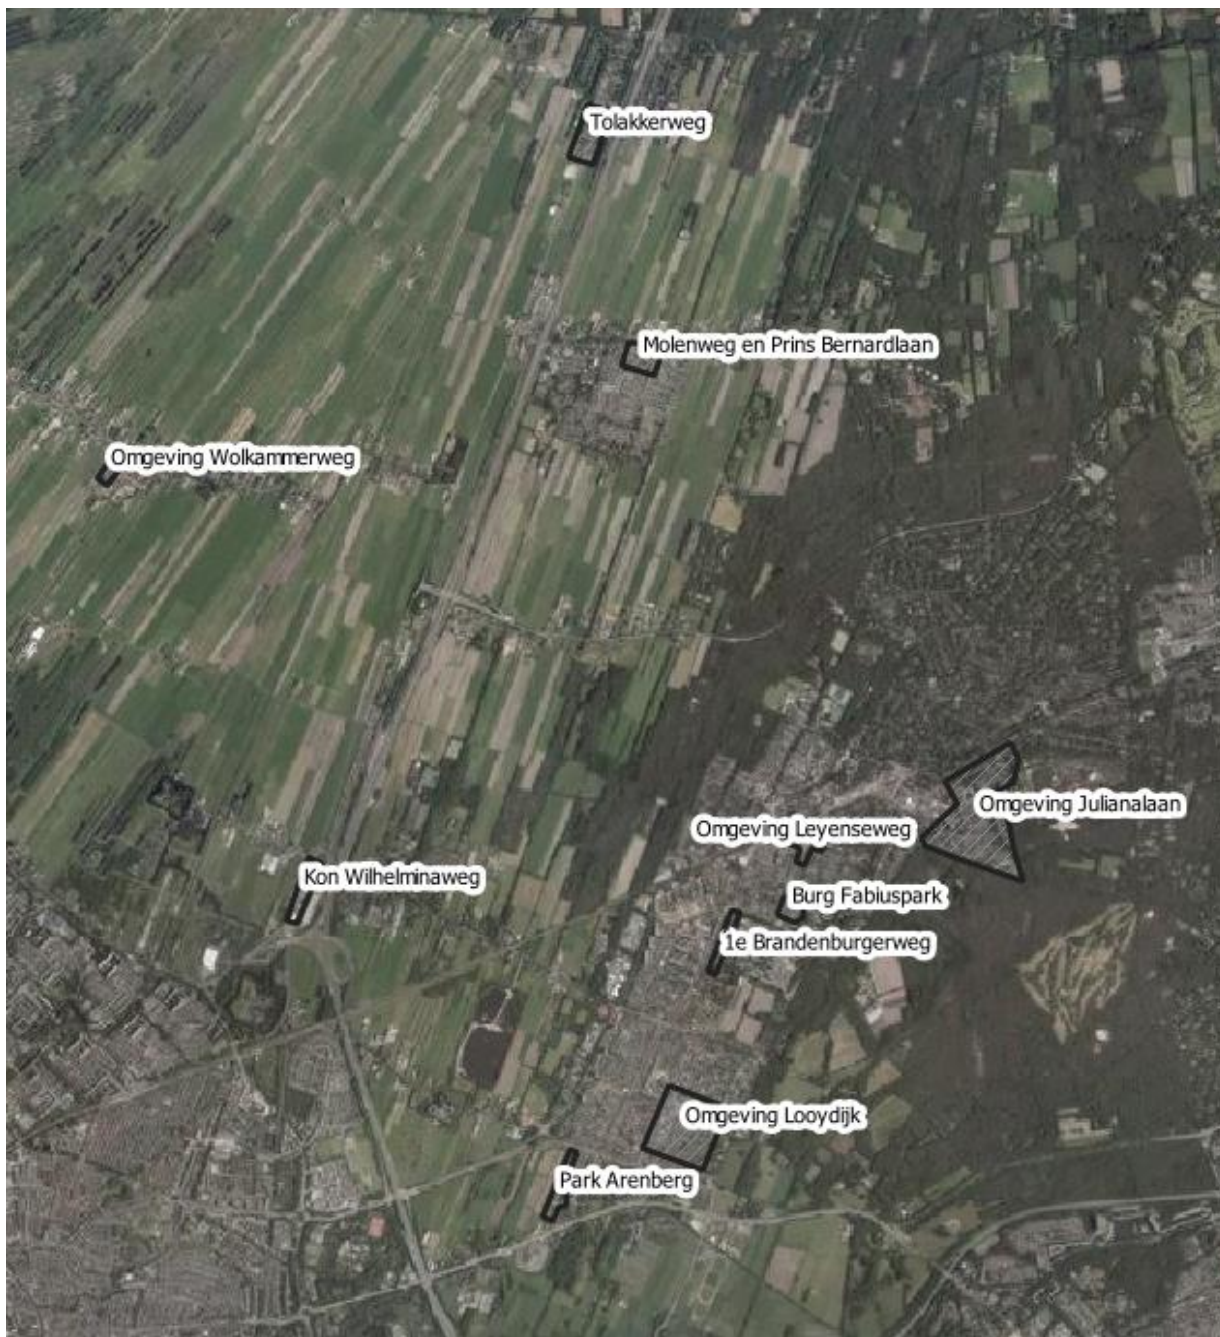 Tolakkerweg
Molenweg en Prins Bernardlaan
Omgeving Wolkammerweg
Omgeving Julianalaan
Omgeving Leyenseweg
Kon Wilhelminaweg
Burg Fabiuspark
1e Brandenburgerweg
Omgeving Looydijk
Park Arenberg